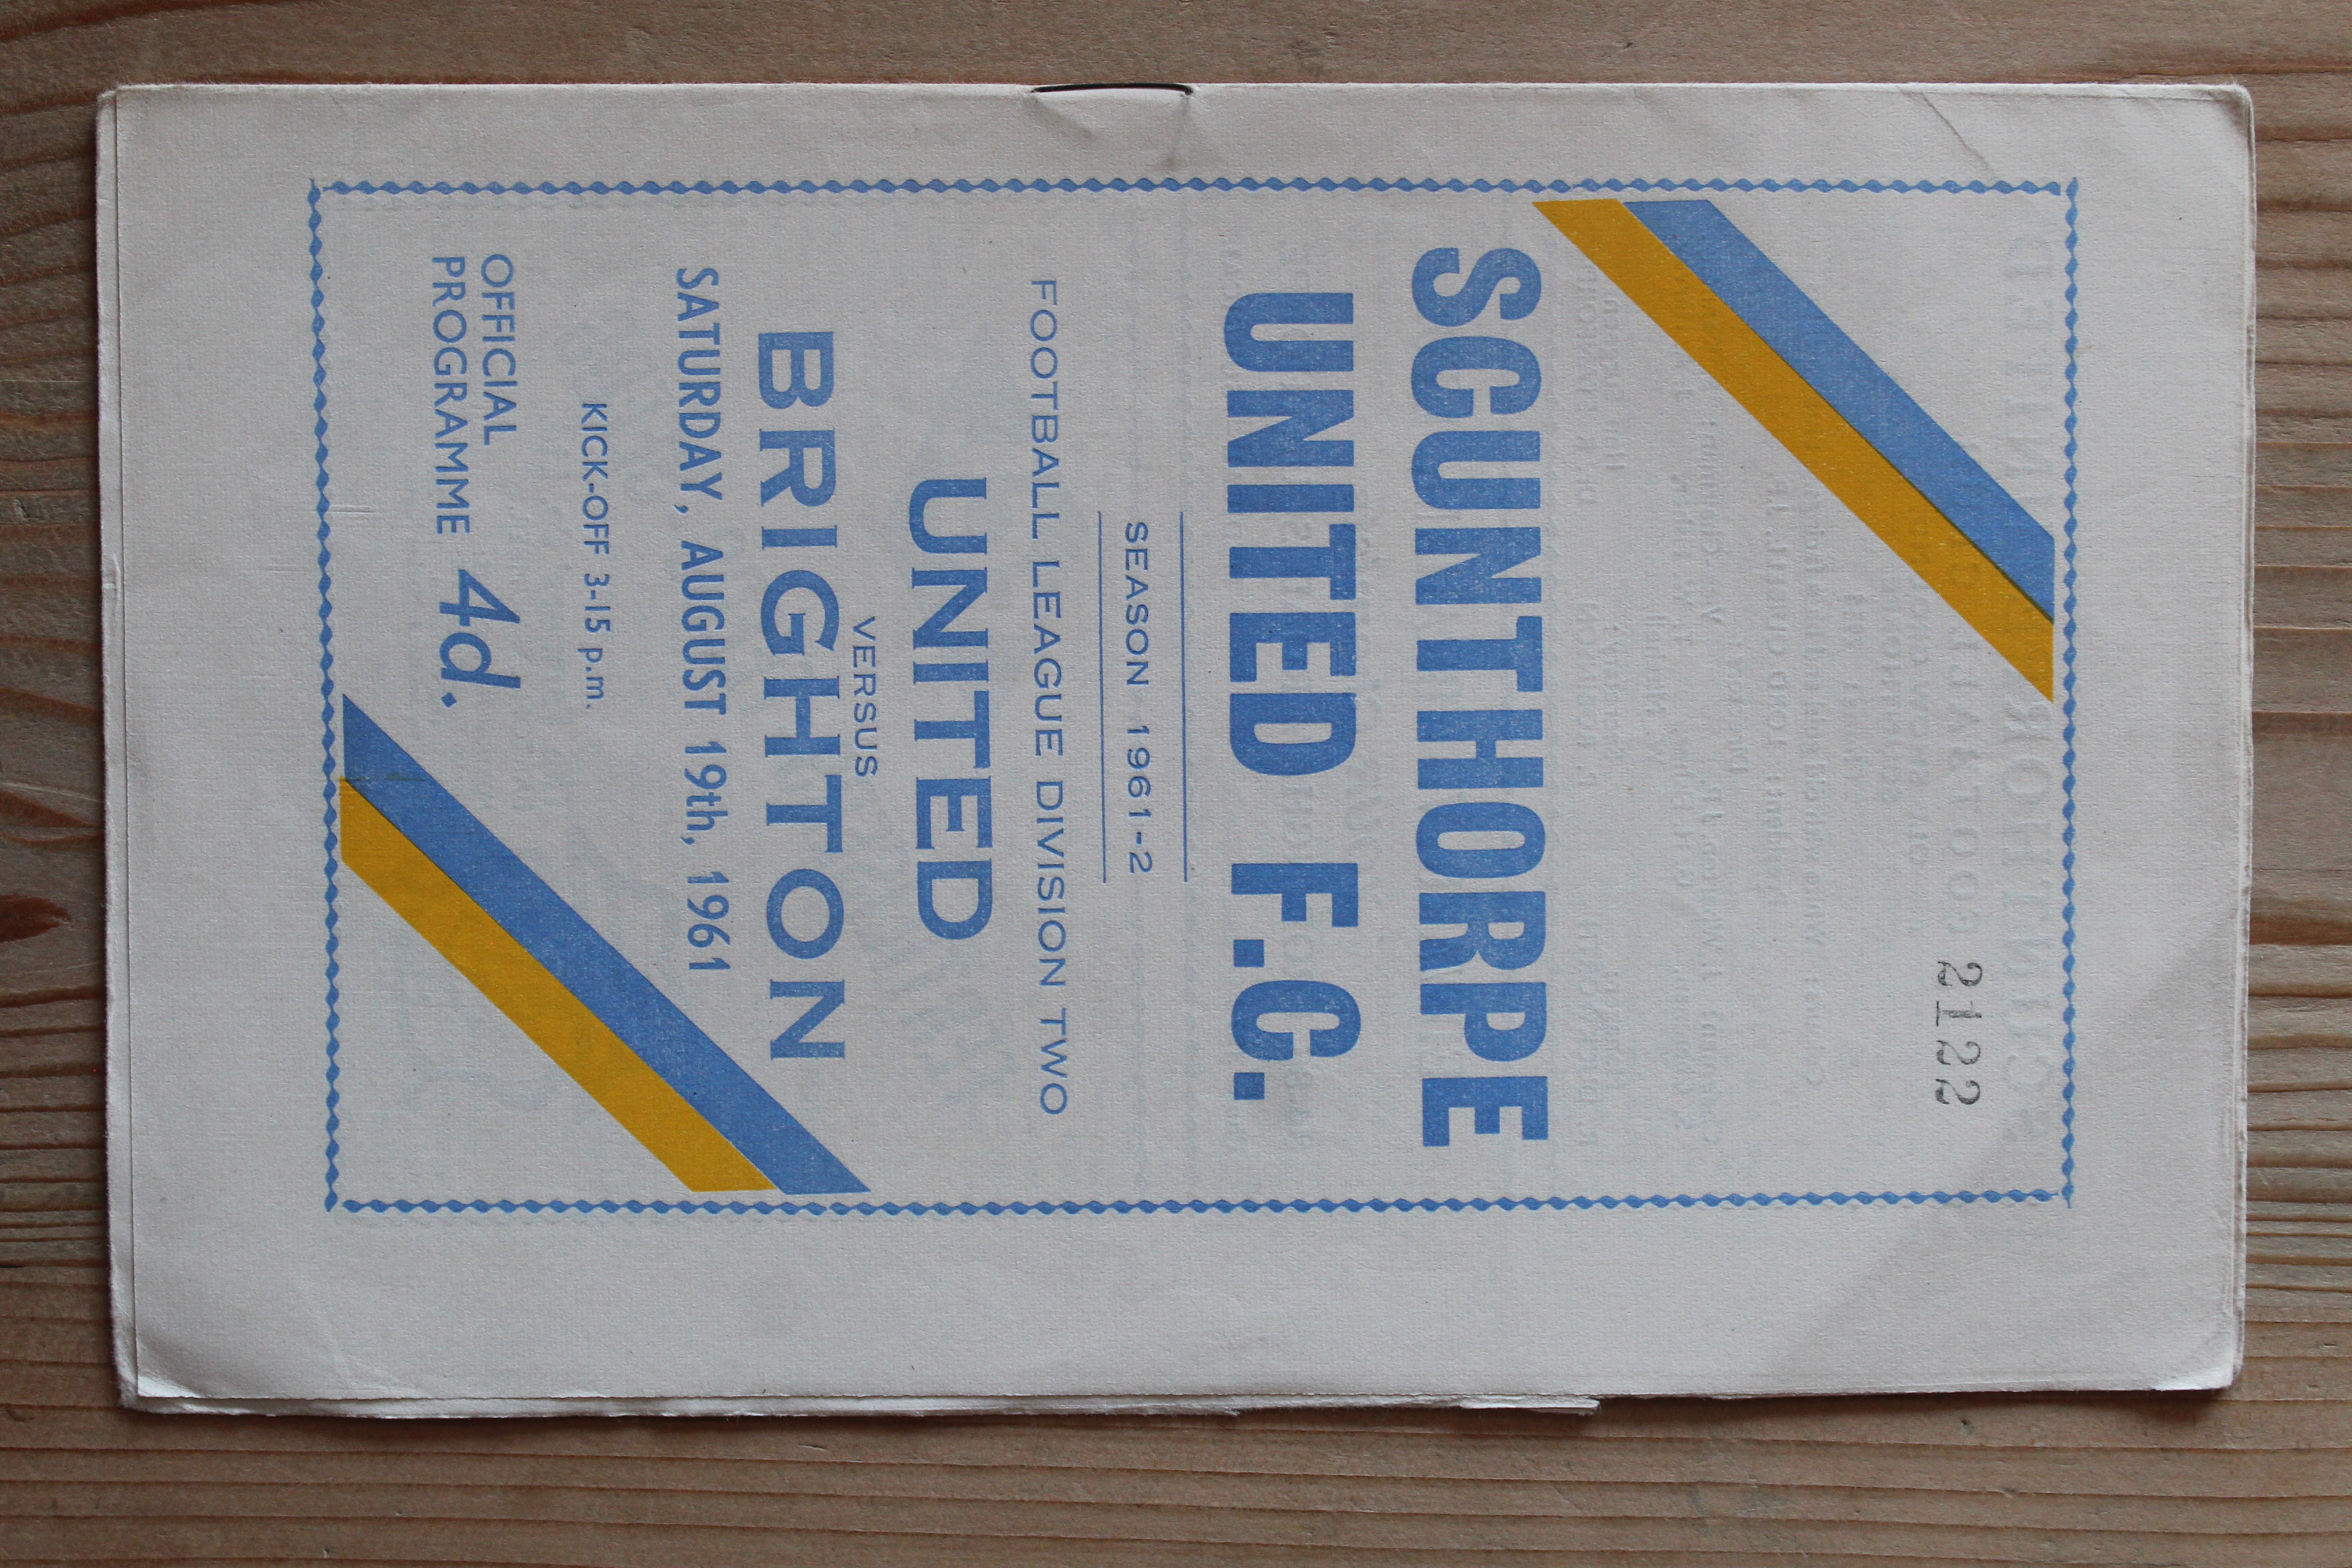 2122
SCUNTHORPE
UNITED F.C.
SEASON 1961-2
FOOTBALL LEAGUE DIVISION TWO
UNITED
VERSUS
BRIGHTON
SATURDAY, AUGUST 19th, 1961
KICK-OFF 3-15 p.m.
OFFICIAL
PROGRAMME 4d.